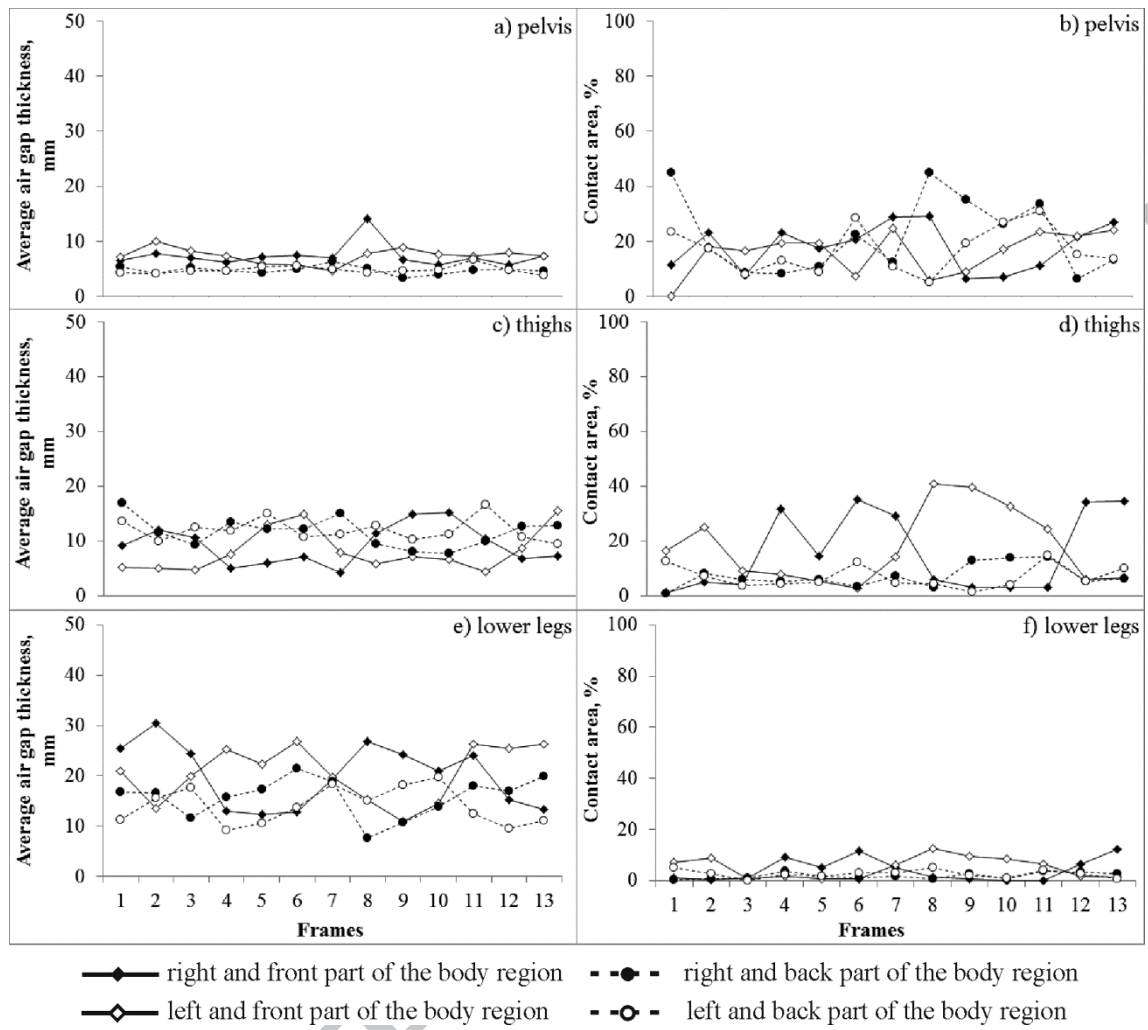 a) pelvis
Average air gap thickness,
mm
50
40
30
20
10
0
b) pelvis
Contact area, %
100
80
60
40
20
0
c) thighs
Average air gap thickness,
mm
50
40
30
20
10
0
d) thighs
Contact area, %
100
80
60
40
20
0
e) lower legs
Average air gap thickness,
mm
50
40
30
20
10
0
1 2 3 4 5 6 7 8 9 10 11 12 13
Frames
f) lower legs
Contact area, %
100
80
60
40
20
0
1 2 3 4 5 6 7 8 9 10 11 12 13
Frames
right and front part of the body region
right and back part of the body region
left and front part of the body region
left and back part of the body region